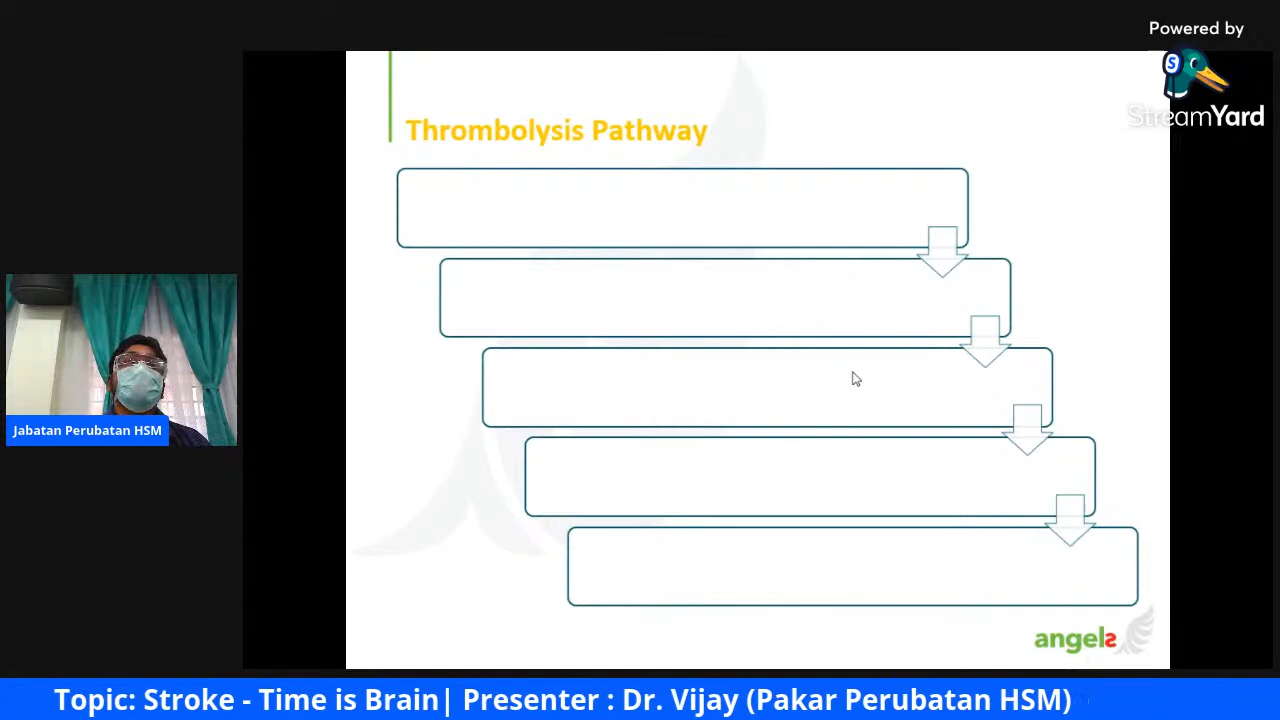 Powered by
S
StreamYard
Thrombolysis Pathway
Jabatan Perubatan HSM
angels
Topic: Stroke - Time is Brain| Presenter : Dr. Vijay (Pakar Perubatan HSM)